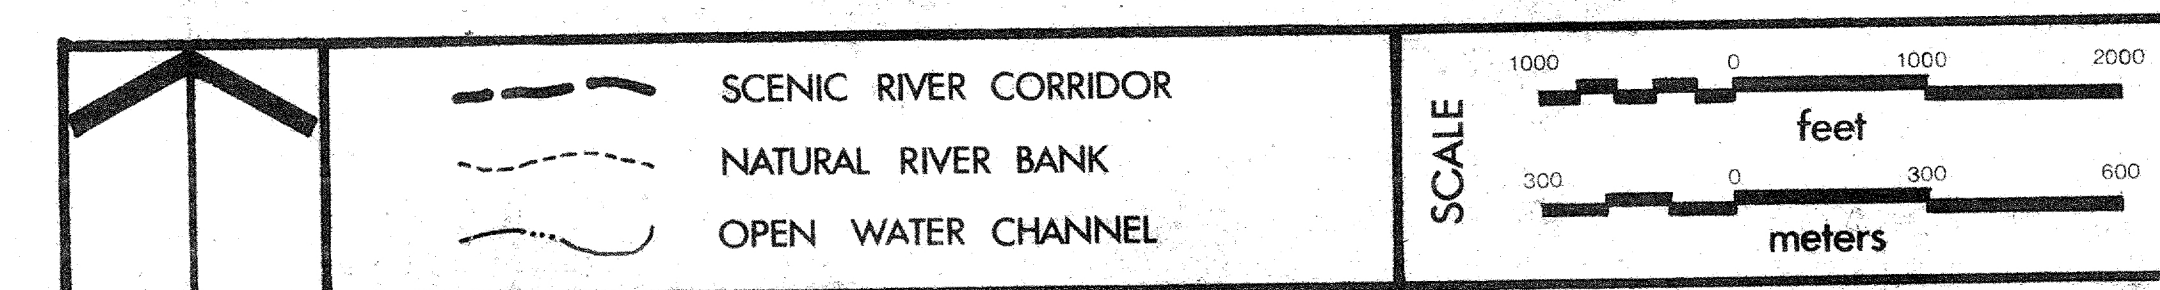 SCENIC RIVER CORRIDOR
NATURAL RIVER BANK
OPEN WATER CHANNEL
SCALE
1000 0 1000 2000
feet
300 0 300 600
meters